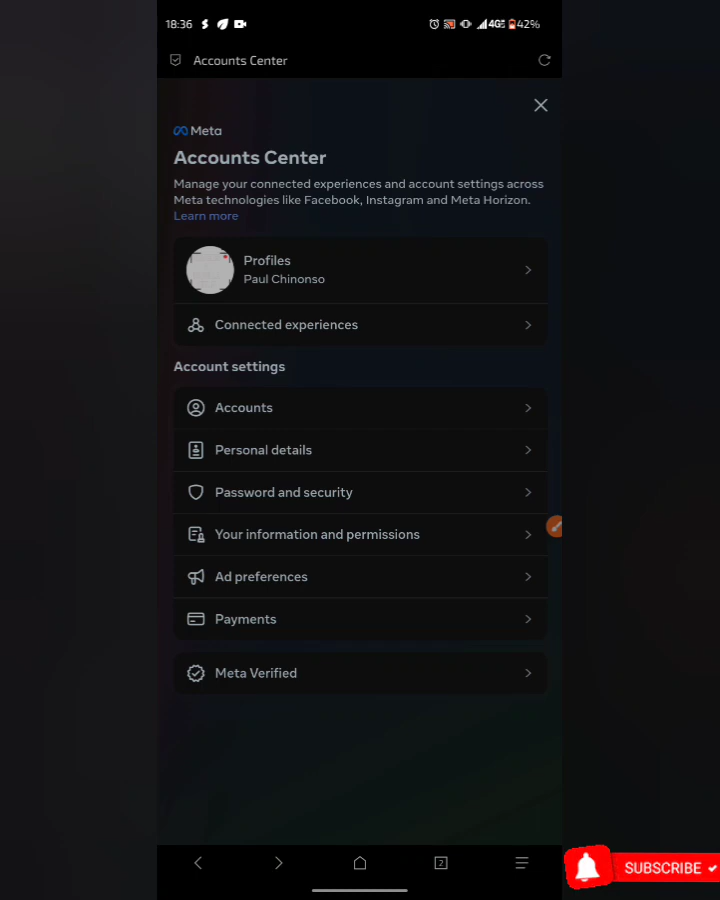 18:36
4G 42%
Accounts Center
Meta
Accounts Center
Manage your connected experiences and account settings across
Meta technologies like Facebook, Instagram and Meta Horizon.
Learn more
Profiles
Paul Chinonso
Connected experiences
Account settings
Accounts
Personal details
Password and security
Your information and permissions
Ad preferences
Payments
Meta Verified
2
SUBSCRIBE